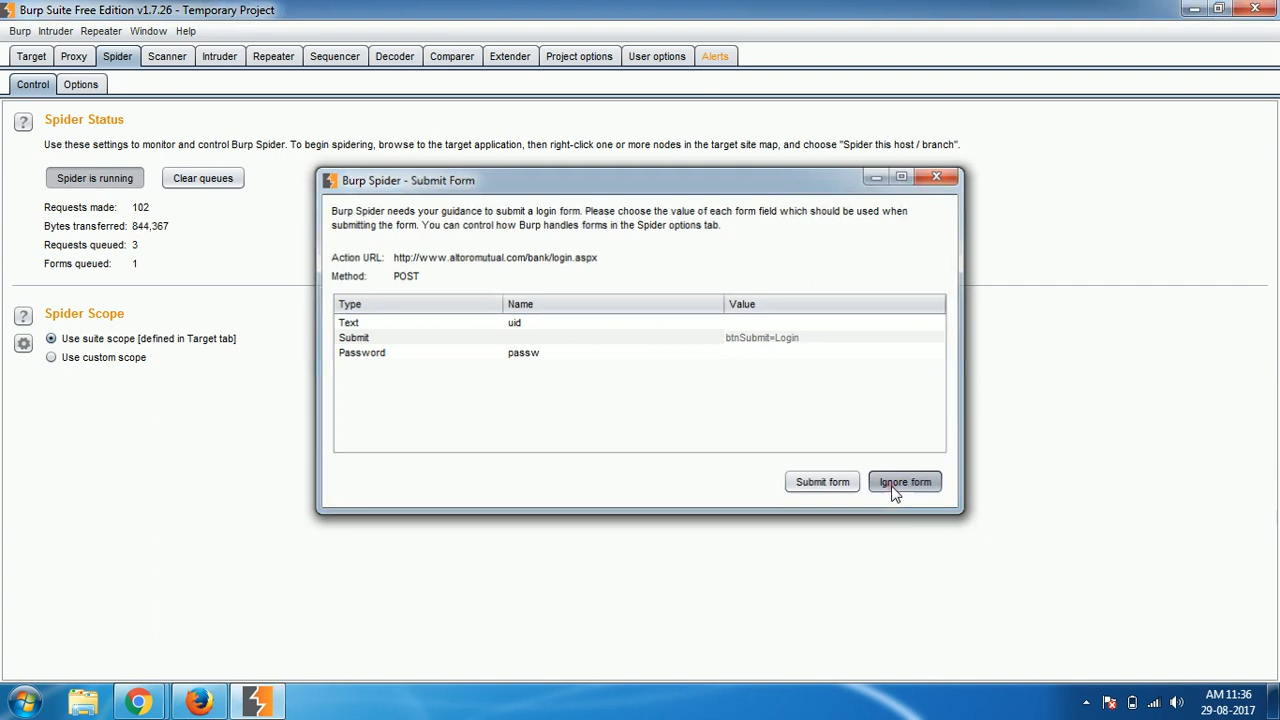 Burp Suite Free Edition v1.7.26 - Temporary Project
Burp Intruder Repeater Window Help
Target Proxy Spider Scanner Intruder Repeater Sequencer Decoder Comparer Extender Project options User options Alerts
Control Options
? Spider Status
Use these settings to monitor and control Burp Spider. To begin spidering, browse to the target application, then right-click one or more nodes in the target site map, and choose "Spider this host / branch".
Spider is running Clear queues
Requests made: 102
Bytes transferred: 844,367
Requests queued: 3
Forms queued: 1
? Spider Scope
Use suite scope [defined in Target tab]
Use custom scope
Burp Spider - Submit Form
Burp Spider needs your guidance to submit a login form. Please choose the value of each form field which should be used when
submitting the form. You can control how Burp handles forms in the Spider options tab.
Action URL: http://www.altoromutual.com/bank/login.aspx
Method: POST
Type Name Value
Text uid
Submit btnSubmit=Login
Password passw
Submit form Ignore form
AM 11:36
29-08-2017